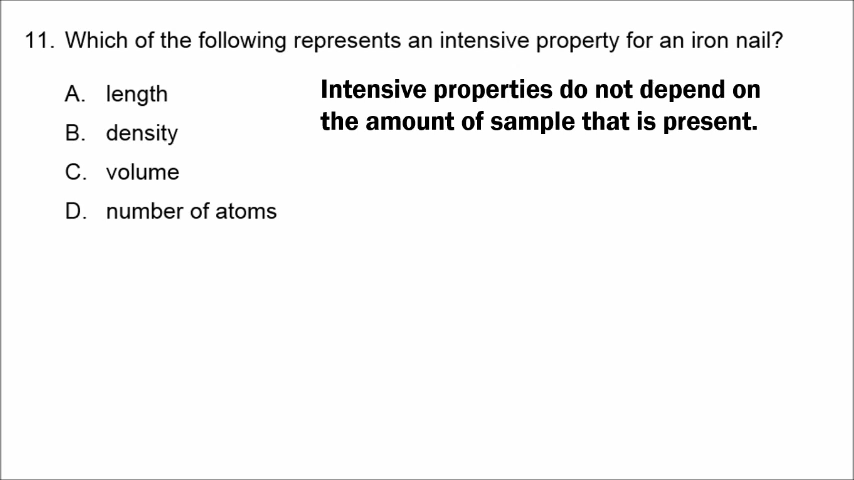 11. Which of the following represents an intensive property for an iron nail?
A. length
B. density
C. volume
D. number of atoms
Intensive properties do not depend on
the amount of sample that is present.